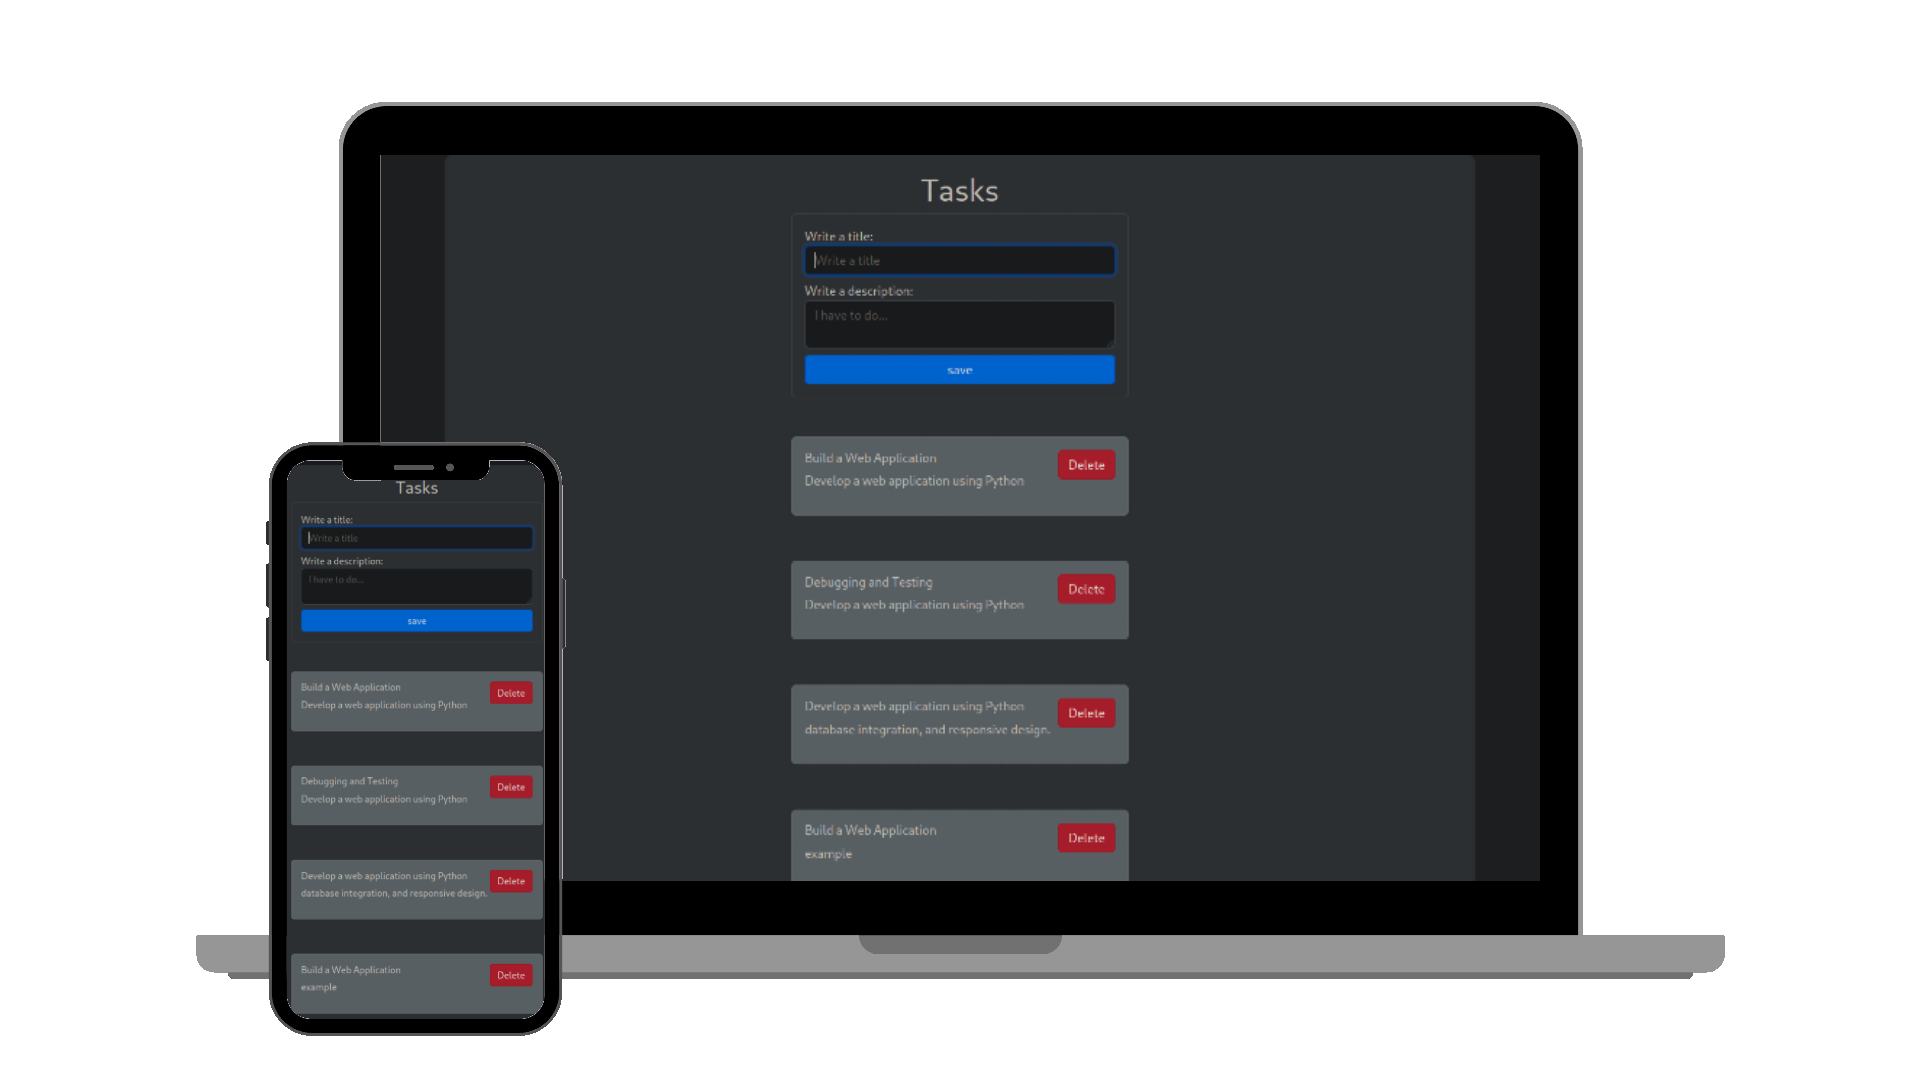 Tasks
Write a title:
Write a title
Write a description:
I have to do...
save
Build a Web Application
Delete
Develop a web application using Python
Debugging and Testing
Delete
Develop a web application using Python
Develop a web application using Python
Delete
database integration, and responsive design.
Build a Web Application
Delete
example
Tasks
Write a title:
Write a title
Write a description:
I have to do...
save
Build a Web Application
Delete
Develop a web application using Python
Debugging and Testing
Delete
Develop a web application using Python
Develop a web application using Python
Delete
database integration, and responsive design.
Build a Web Application
Delete
example